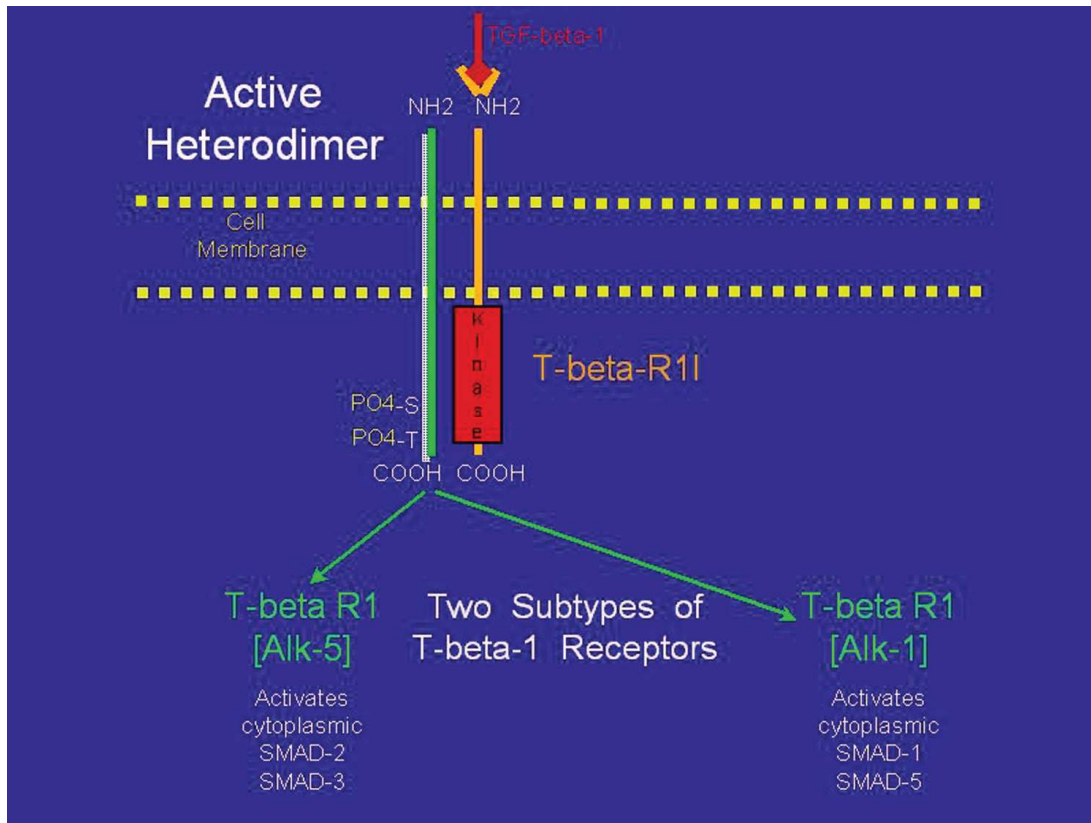 TGF-beta-1
Active
Heterodimer
NH2 NH2
Cell
Membrane
Kinase
T-beta-R1I
PO4-S
PO4-T
COOH COOH
T-beta R1
[Alk-5]
Activates
cytoplasmic
SMAD-2
SMAD-3
Two Subtypes of
T-beta-1 Receptors
T-beta R1
[Alk-1]
Activates
cytoplasmic
SMAD-1
SMAD-5